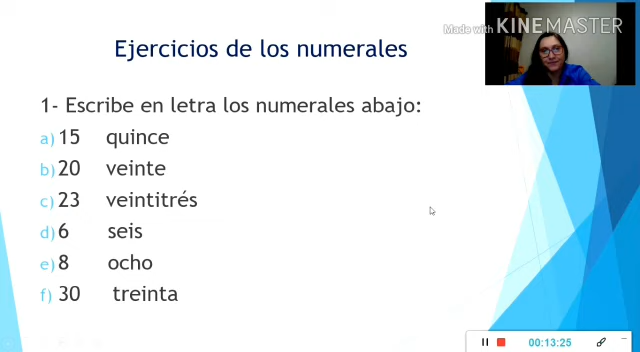 Made with KINEMASTER
Ejercicios de los numerales
1- Escribe en letra los numerales abajo:
a) 15 quince
b) 20 veinte
c) 23 veintitrés
d) 6 seis
e) 8 ocho
f) 30 treinta
00:13:25